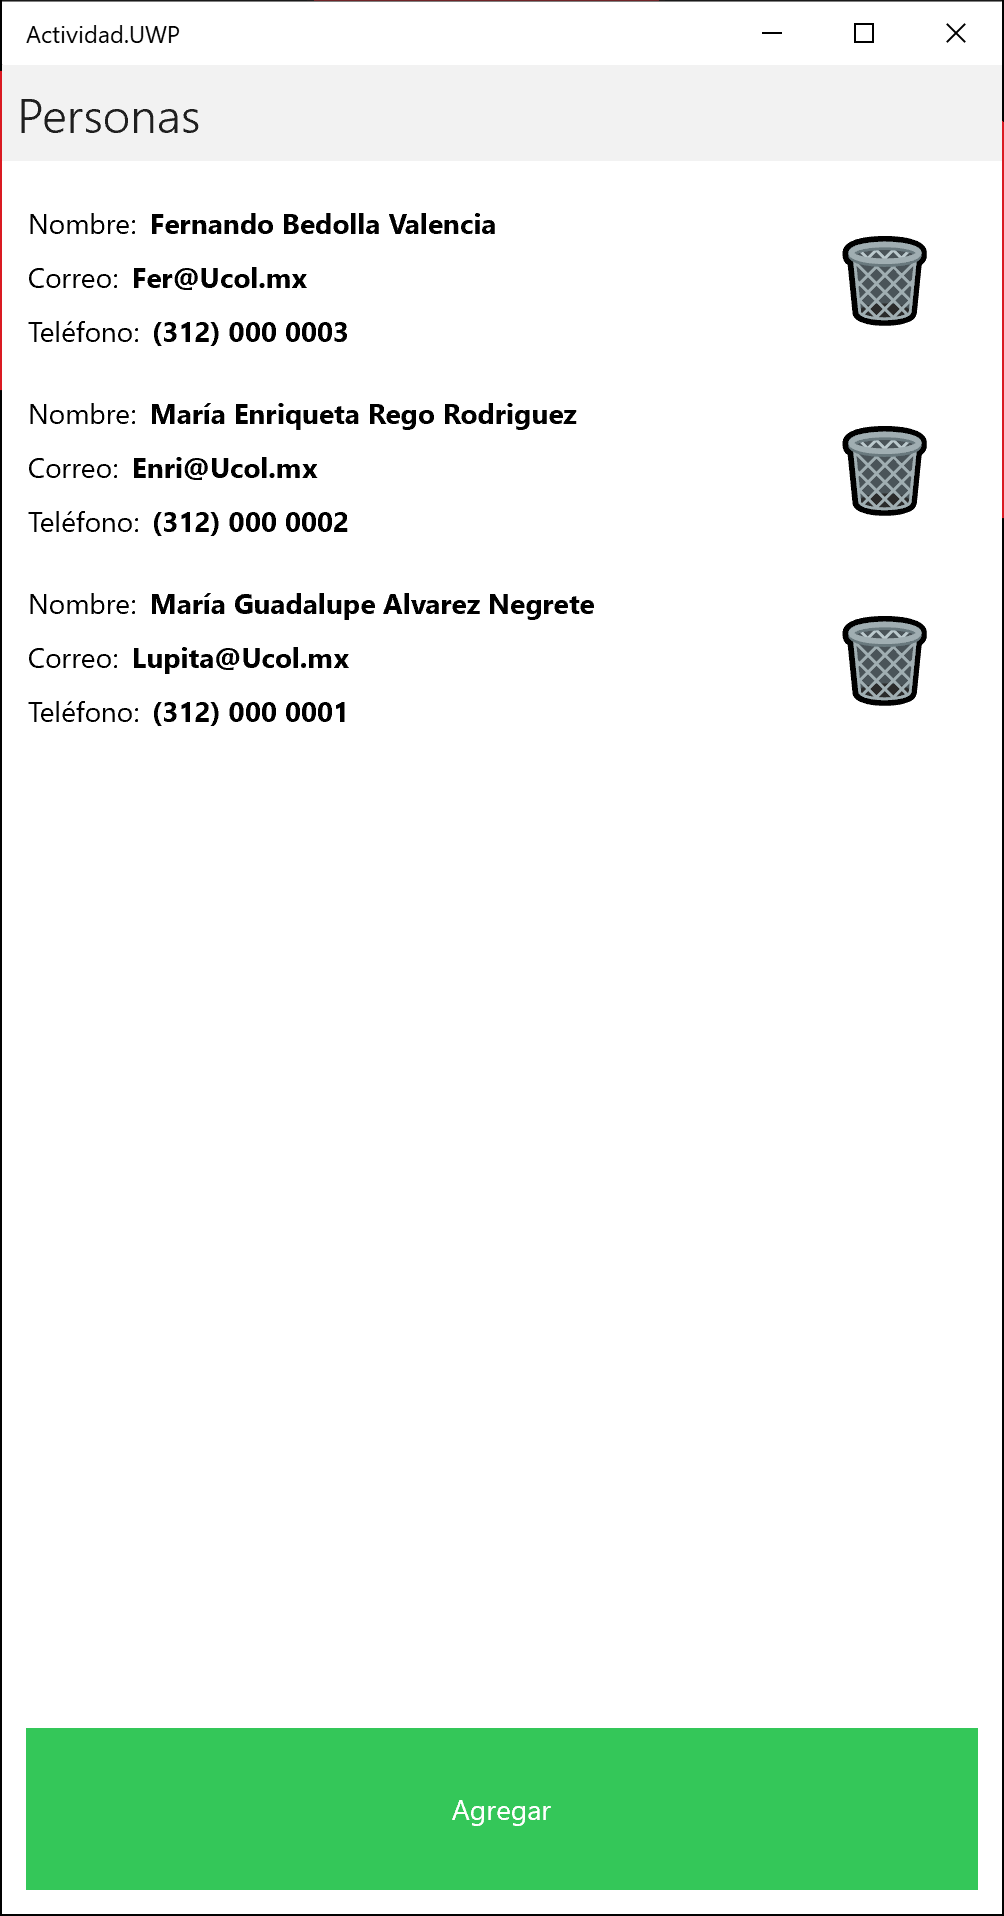 Actividad.UWP
Personas
Nombre: Fernando Bedolla Valencia
Correo: Fer@Ucol.mx
Teléfono: (312) 000 0003
Nombre: María Enriqueta Rego Rodriguez
Correo: Enri@Ucol.mx
Teléfono: (312) 000 0002
Nombre: María Guadalupe Alvarez Negrete
Correo: Lupita@Ucol.mx
Teléfono: (312) 000 0001
Agregar